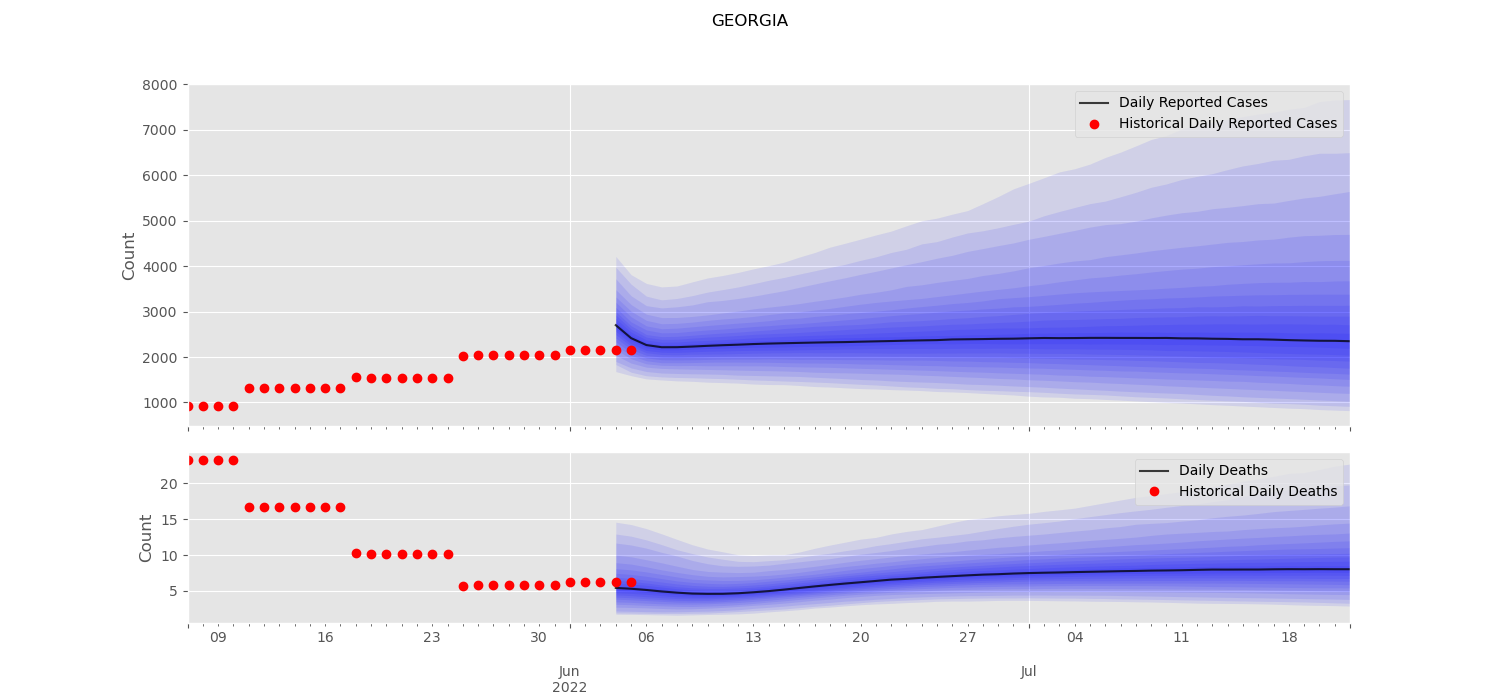 GEORGIA
8000
7000
6000
5000
4000
3000
2000
1000
Count
Daily Reported Cases
Historical Daily Reported Cases
20
15
10
5
Count
Daily Deaths
Historical Daily Deaths
09 16 23 30 06 13 20 27 04 11 18
Jun Jul
2022